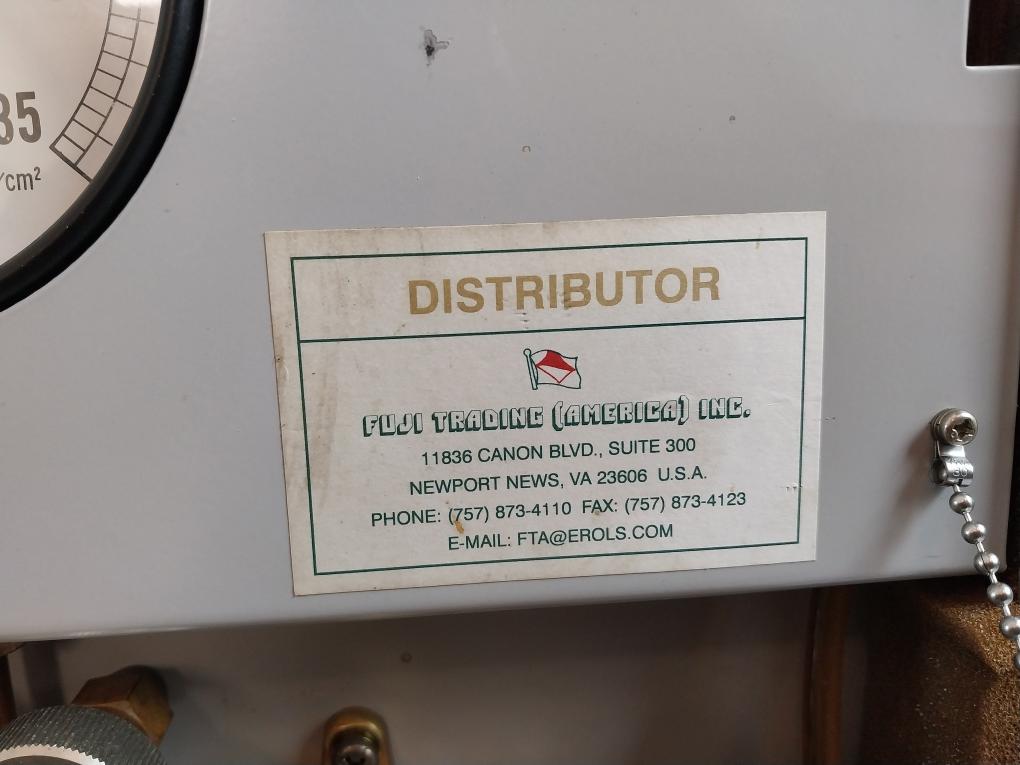 35
/cm²
DISTRIBUTOR
FUJI TRADING (AMERICA) INC.
11836 CANON BLVD., SUITE 300
NEWPORT NEWS, VA 23606 U.S.A.
PHONE: (757) 873-4110 FAX: (757) 873-4123
E-MAIL: FTA@EROLS.COM